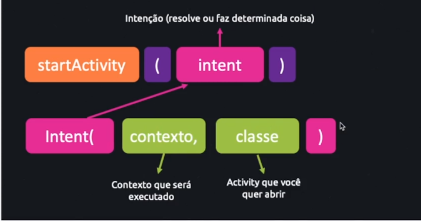 Intenção (resolve ou faz determinada coisa)
startActivity ( intent )
Intent( contexto, classe )
Contexto que será
executado
Activity que você
quer abrir